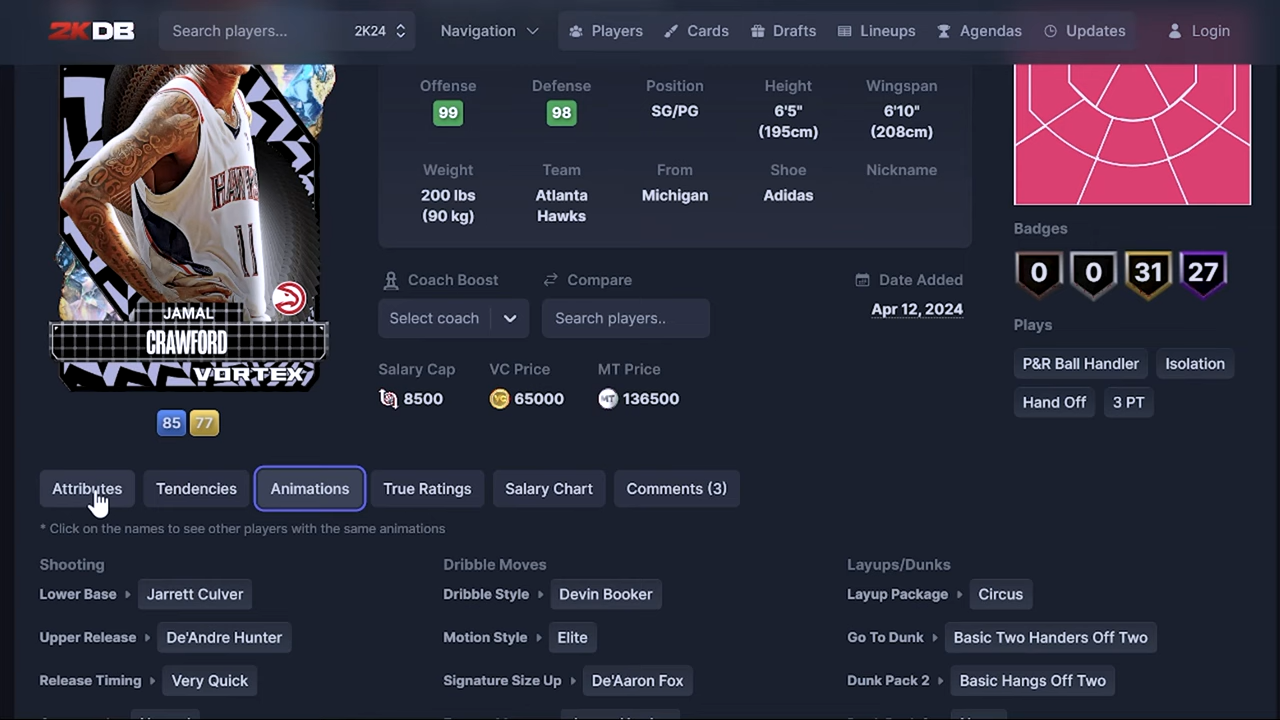 2KDB
Search players...
2K24
Navigation
Players
Cards
Drafts
Lineups
Agendas
Updates
Login
HAWKS
11
JAMAL
CRAWFORD
VORTEX
85
77
Offense
Defense
Position
Height
Wingspan
99
98
SG/PG
6'5"
(195cm)
6'10"
(208cm)
Weight
Team
From
Shoe
Nickname
200 lbs
(90 kg)
Atlanta
Hawks
Michigan
Adidas
Coach Boost
Compare
Date Added
Select coach
Search players..
Apr 12, 2024
Salary Cap
VC Price
MT Price
8500
VC 65000
MT 136500
Badges
0
0
31
27
Plays
P&R Ball Handler
Isolation
Hand Off
3 PT
Attributes
Tendencies
Animations
True Ratings
Salary Chart
Comments (3)
* Click on the names to see other players with the same animations
Shooting
Lower Base
Jarrett Culver
Upper Release
De'Andre Hunter
Release Timing
Very Quick
Dribble Moves
Dribble Style
Devin Booker
Motion Style
Elite
Signature Size Up
De'Aaron Fox
Layups/Dunks
Layup Package
Circus
Go To Dunk
Basic Two Handers Off Two
Dunk Pack 2
Basic Hangs Off Two